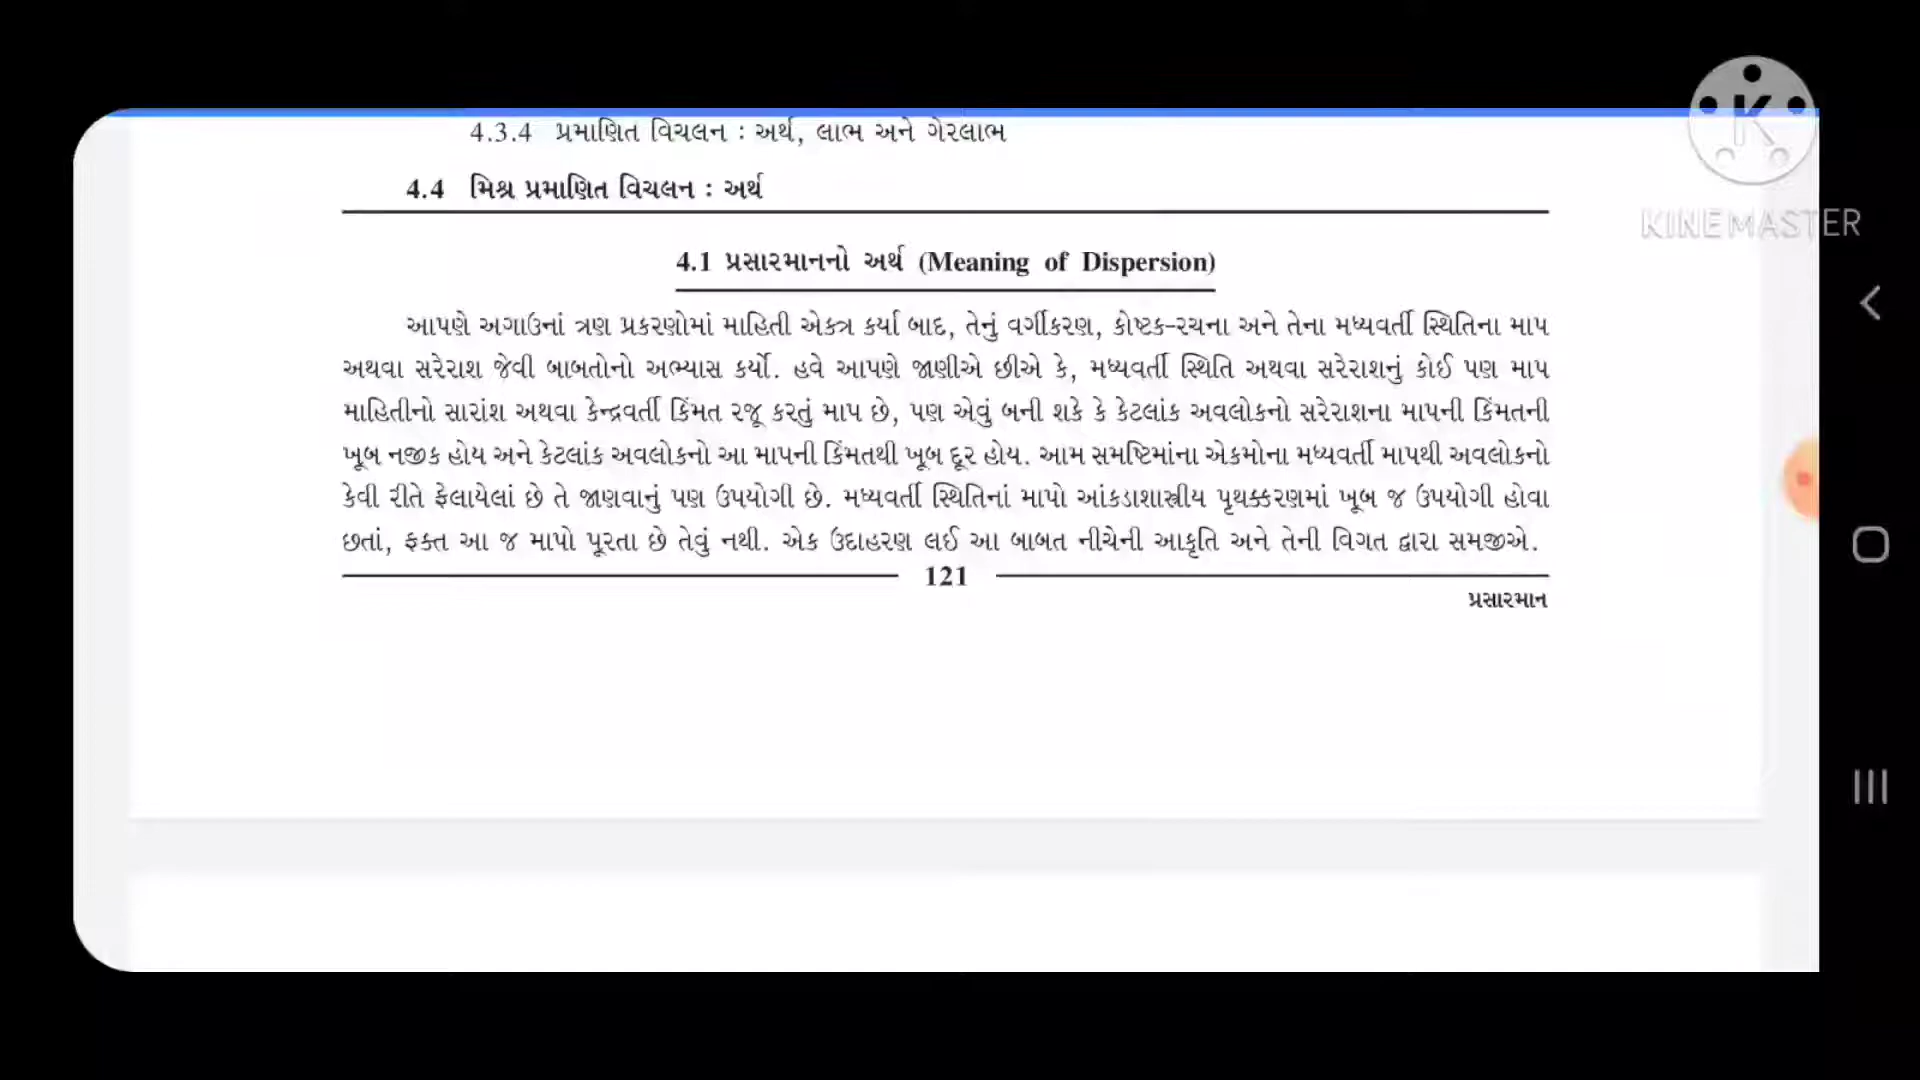 4.3.4 પ્રમાણિત વિચલન : અર્થ, લાભ અને ગેરલાભ
4.4 મિશ્ર પ્રમાણિત વિચલન : અર્થ
4.1 પ્રસારમાનનો અર્થ (Meaning of Dispersion)
આપણે અગાઉનાં ત્રણ પ્રકરણોમાં માહિતી એકત્ર કર્યા બાદ, તેનું વર્ગીકરણ, કોષ્ટક-રચના અને તેના મધ્યવર્તી સ્થિતિના માપ
અથવા સરેરાશ જેવી બાબતોનો અભ્યાસ કર્યો. હવે આપણે જાણીએ છીએ કે, મધ્યવર્તી સ્થિતિ અથવા સરેરાશનું કોઈ પણ માપ
માહિતીનો સારાંશ અથવા કેન્દ્રવર્તી કિંમત રજૂ કરતું માપ છે, પણ એવું બની શકે કે કેટલાંક અવલોકનો સરેરાશના માપની કિંમતની
ખૂબ નજીક હોય અને કેટલાંક અવલોકનો આ માપની કિંમતથી ખૂબ દૂર હોય. આમ સમષ્ટિમાંના એકમોના મધ્યવર્તી માપથી અવલોકનો
કેવી રીતે ફેલાયેલાં છે તે જાણવાનું પણ ઉપયોગી છે. મધ્યવર્તી સ્થિતિનાં માપો આંકડાશાસ્ત્રીય પૃથક્કરણમાં ખૂબ જ ઉપયોગી હોવા
છતાં, ફક્ત આ જ માપો પૂરતા છે તેવું નથી. એક ઉદાહરણ લઈ આ બાબત નીચેની આકૃતિ અને તેની વિગત દ્વારા સમજીએ.
121
પ્રસારમાન
K
KINEMASTER